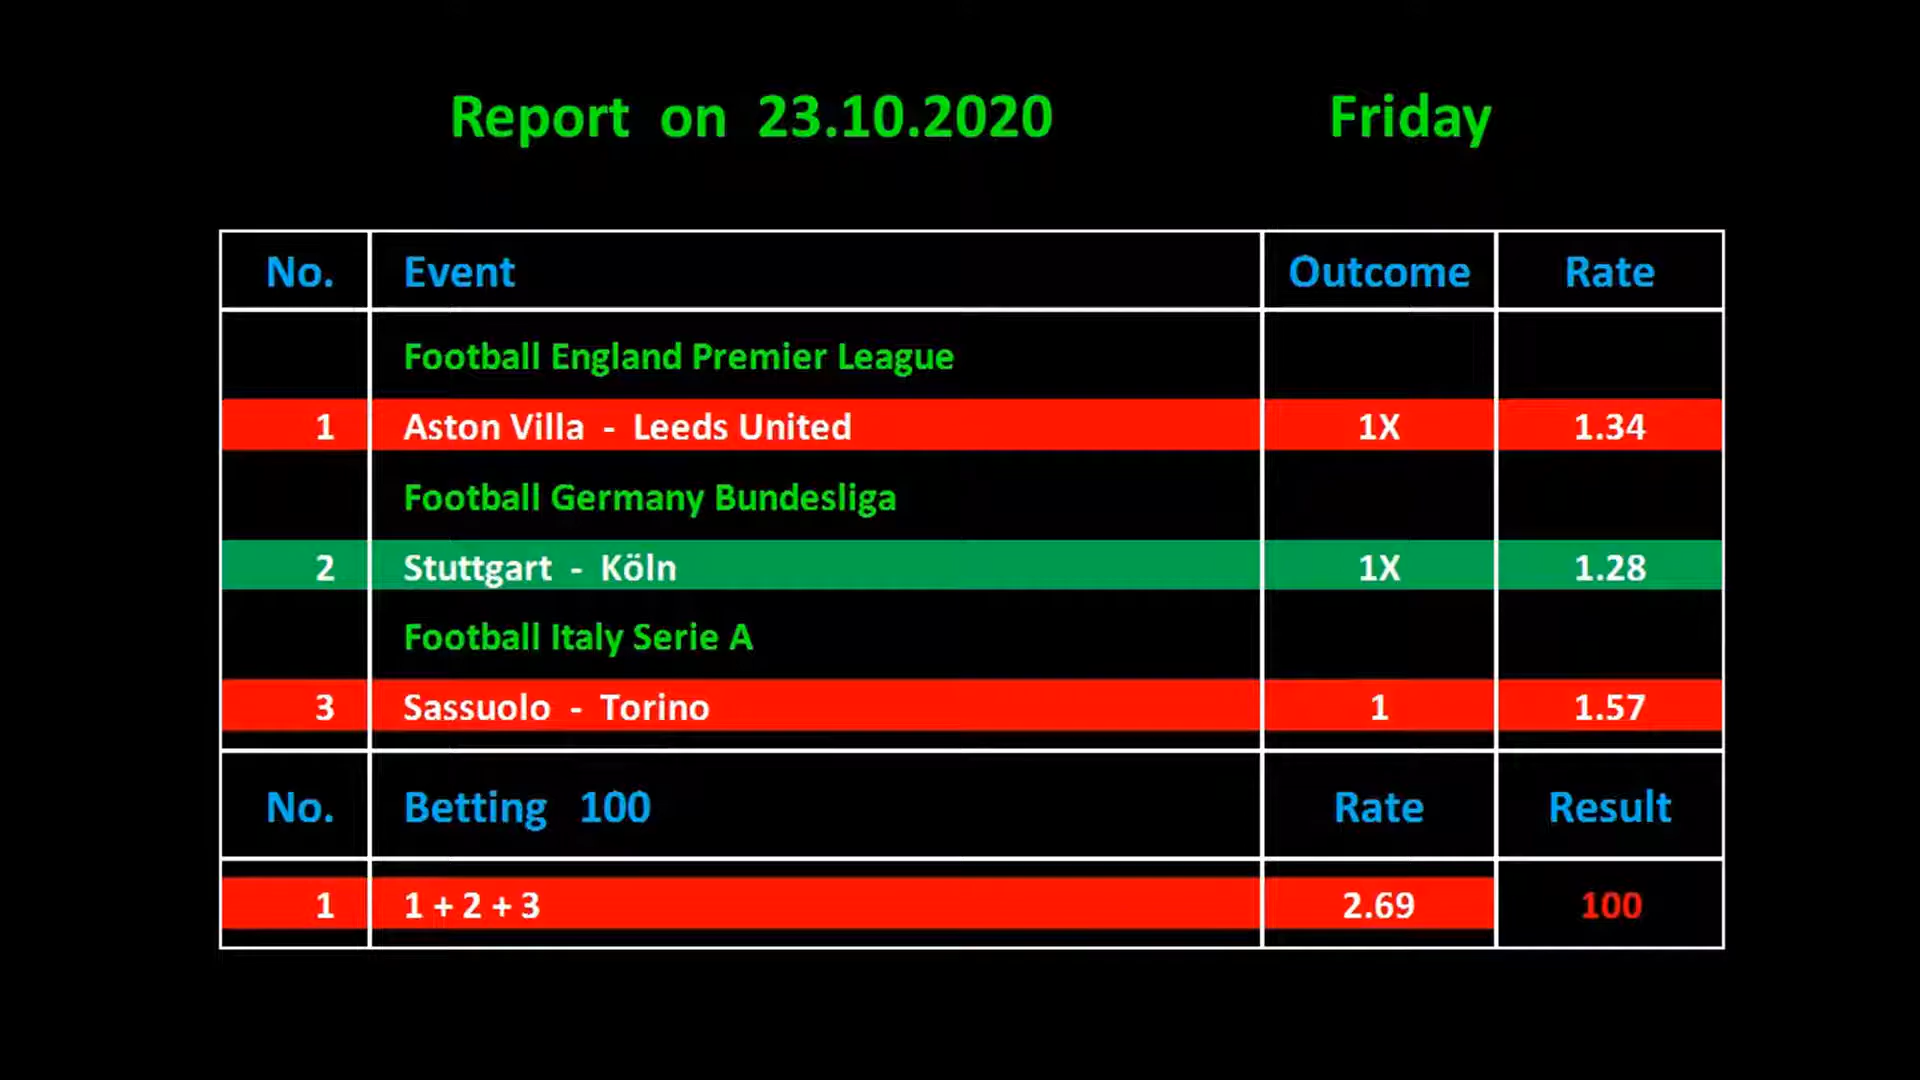 Report on 23.10.2020 Friday
No. Event Outcome Rate
Football England Premier League
1 Aston Villa - Leeds United 1X 1.34
Football Germany Bundesliga
2 Stuttgart - Köln 1X 1.28
Football Italy Serie A
3 Sassuolo - Torino 1 1.57
No. Betting 100 Rate Result
1 1 + 2 + 3 2.69 100